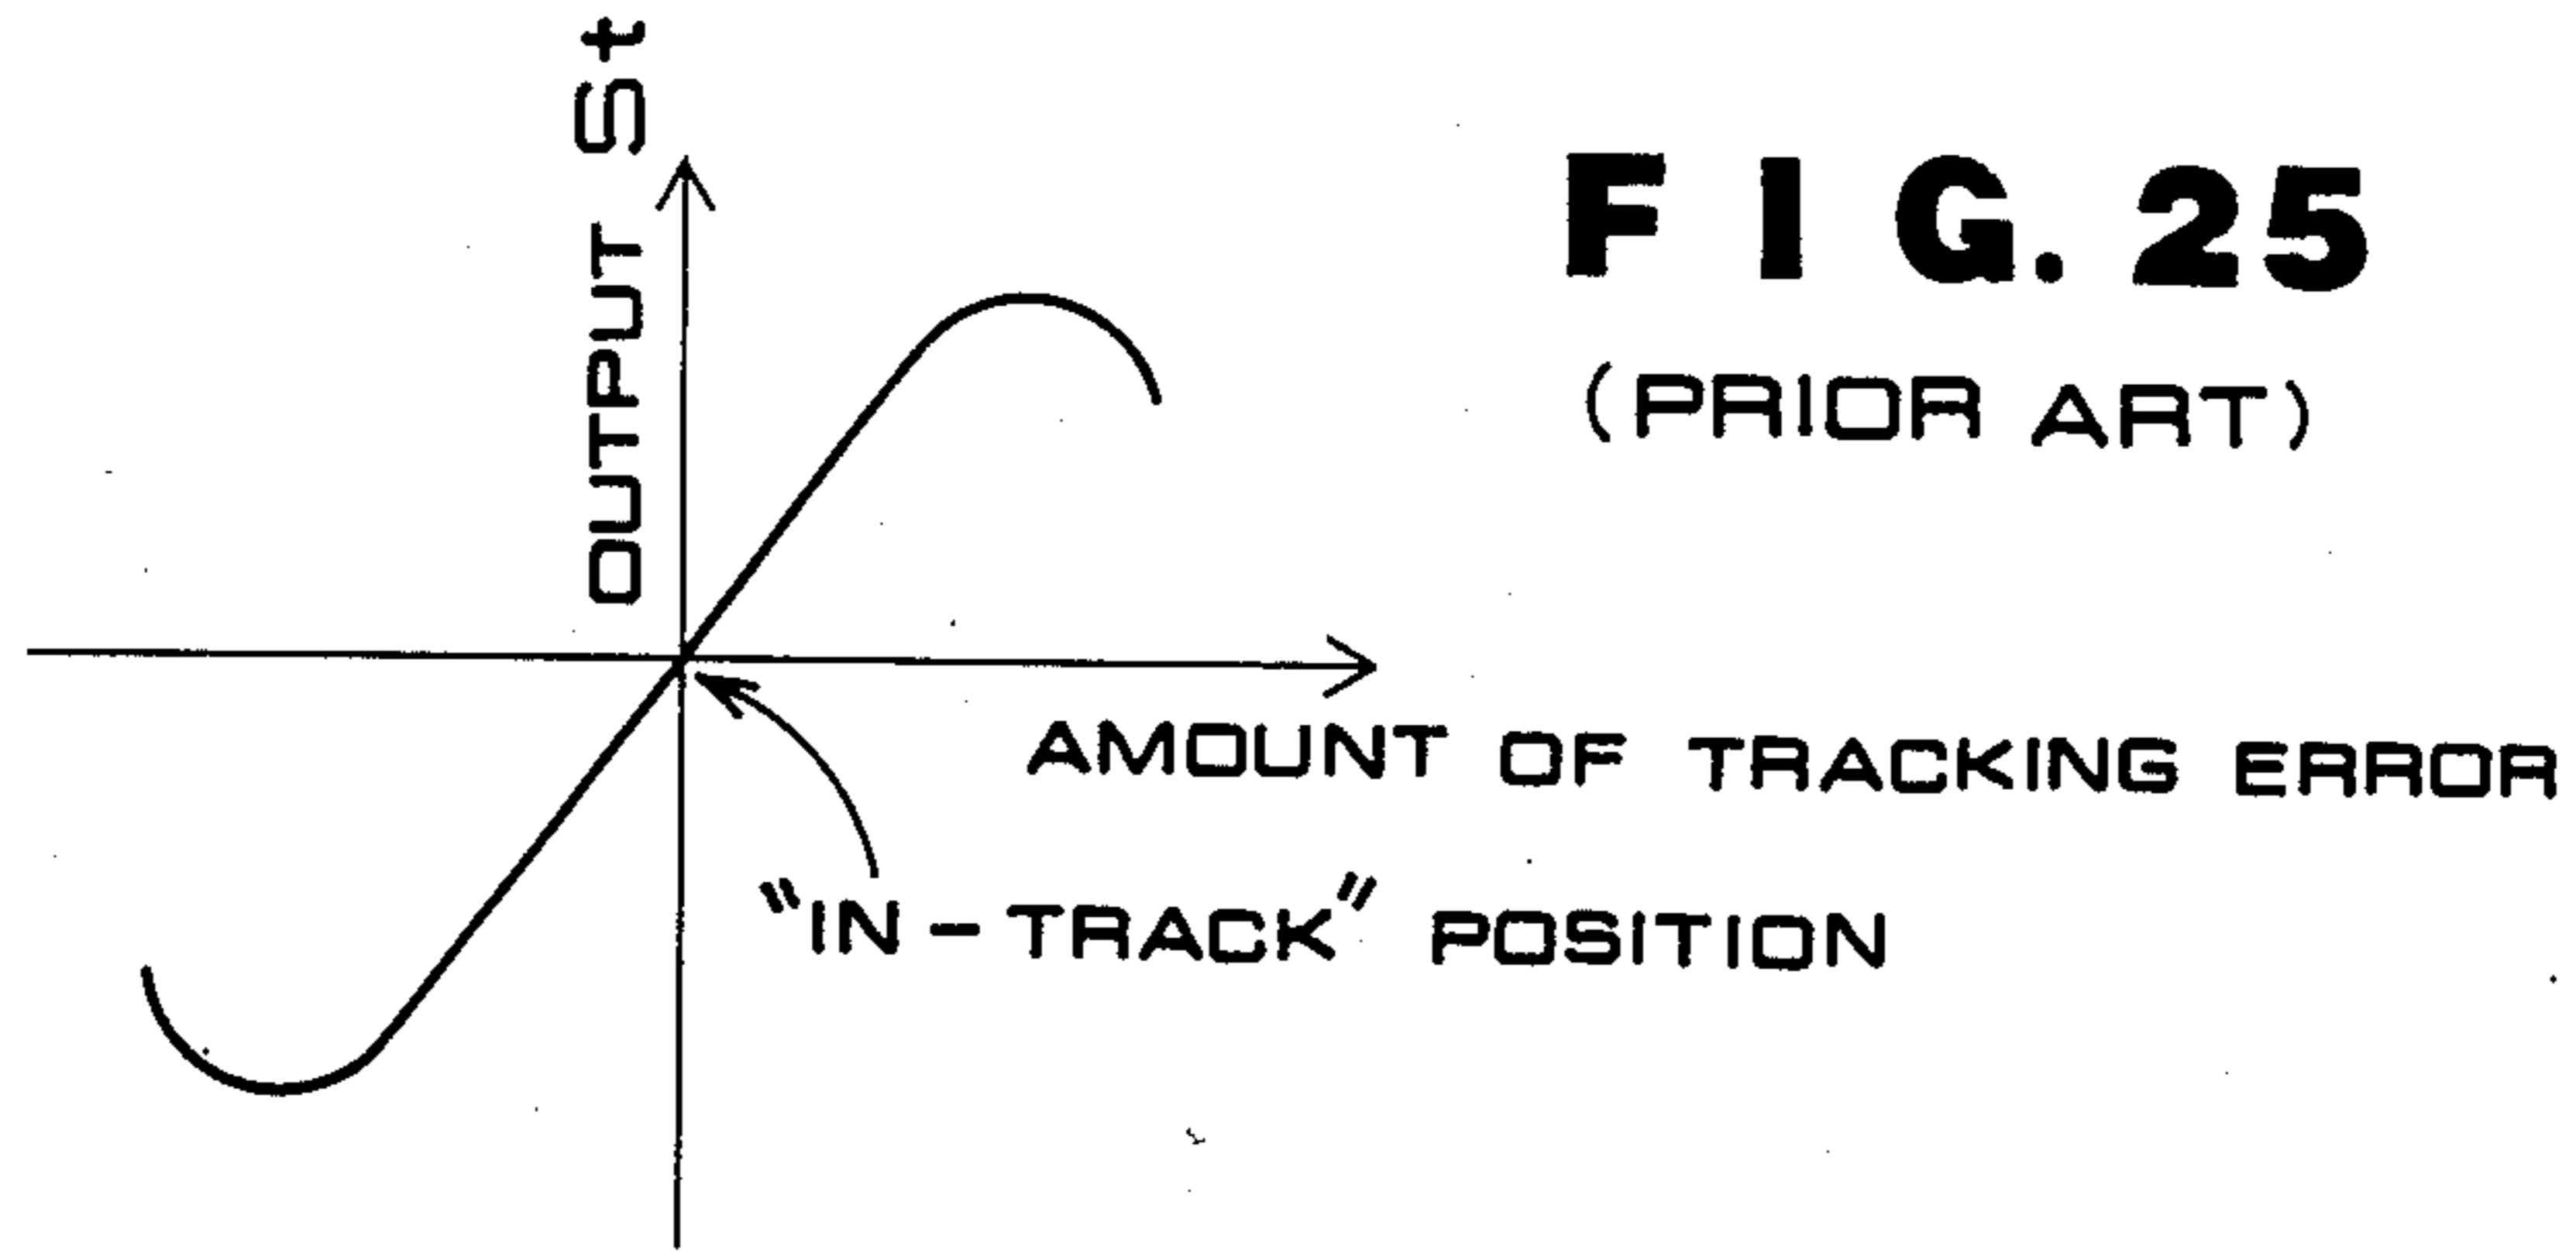 FIG. 25
(PRIOR ART)
OUTPUT St
AMOUNT OF TRACKING ERROR
"IN-TRACK" POSITION